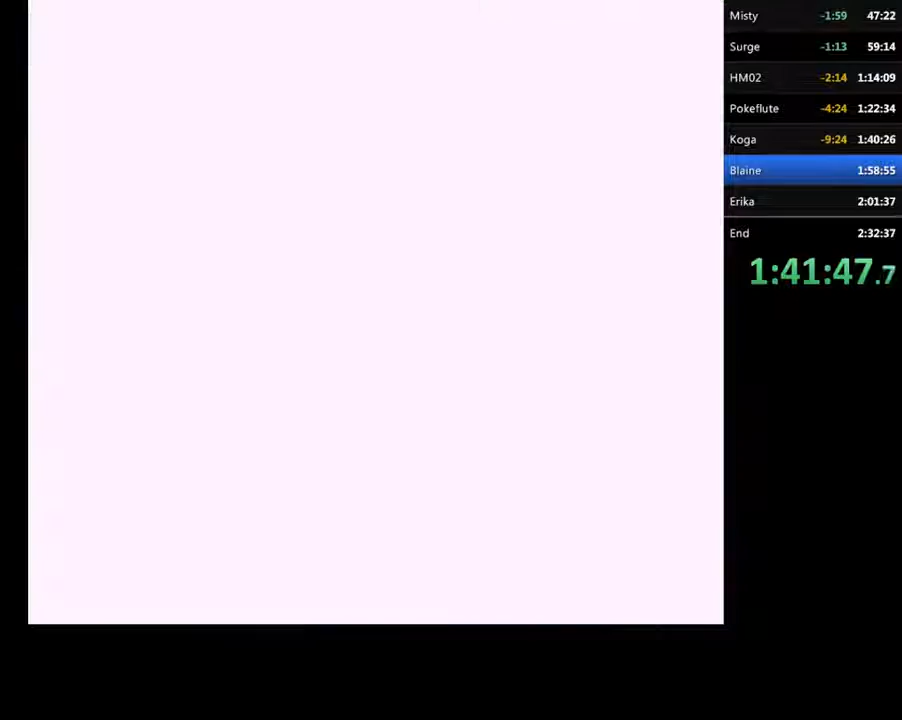 Misty -1:59 47:22
Surge -1:13 59:14
HM02 -2:14 1:14:09
Pokeflute -4:24 1:22:34
Koga -9:24 1:40:26
Blaine 1:58:55
Erika 2:01:37
End 2:32:37
1:41:47.7